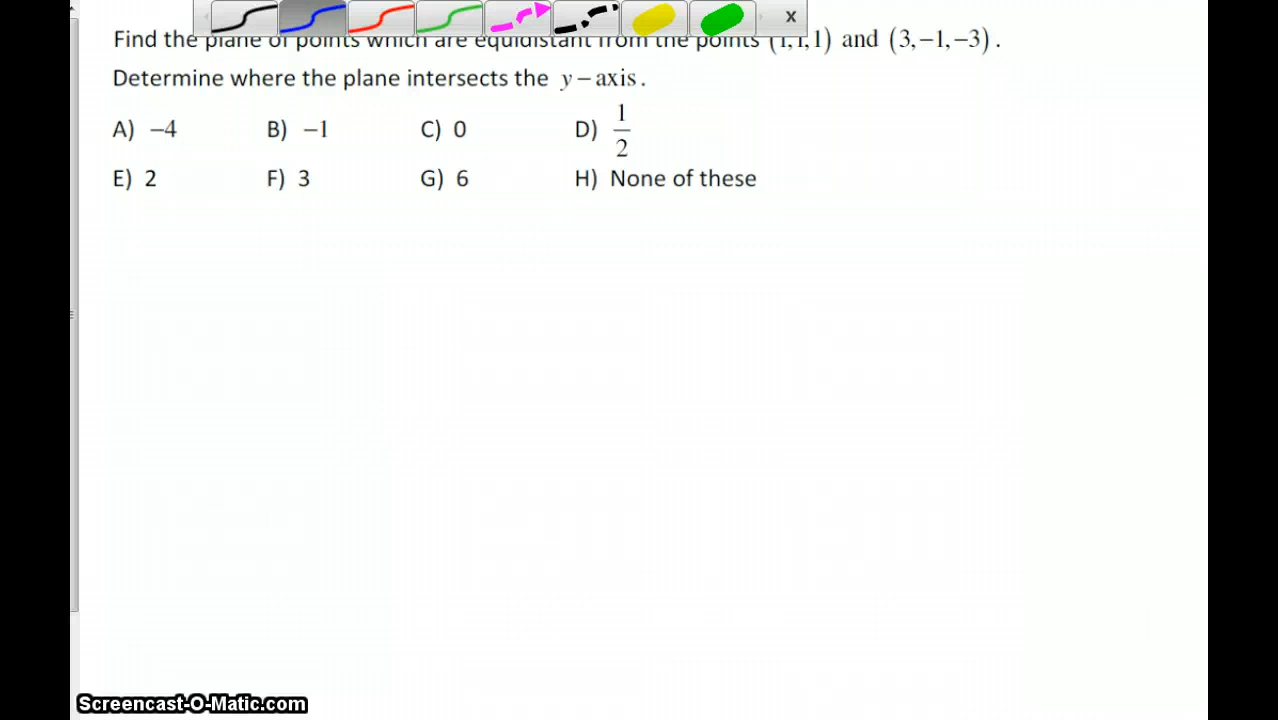 x
Find the plane of points which are equidistant from the points (1,1,1) and (3,−1,−3).
Determine where the plane intersects the y − axis.
A) −4 B) −1 C) 0 D) 1/2
E) 2 F) 3 G) 6 H) None of these
Screencast-O-Matic.com